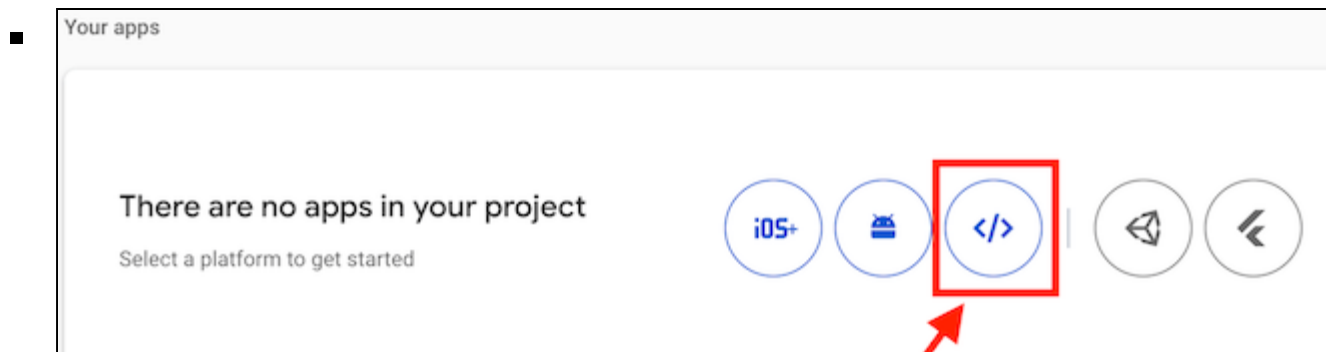 Your apps
There are no apps in your project
Select a platform to get started
iOS+
</>